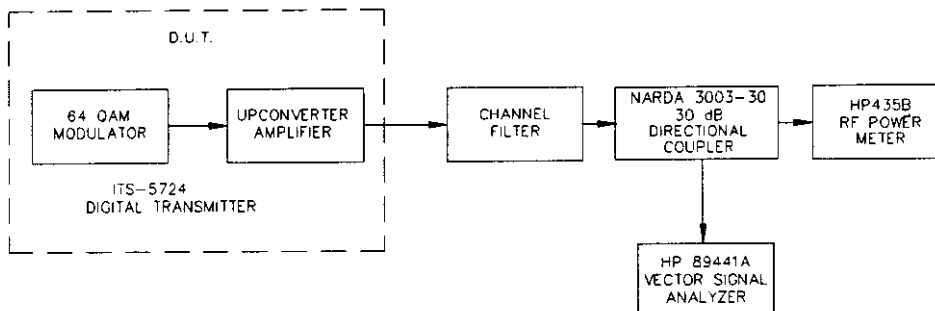 D.U.T.
64 QAM
MODULATOR
UPCONVERTER
AMPLIFIER
ITS-5724
DIGITAL TRANSMITTER
CHANNEL
FILTER
NARDA 3003-30
30 dB
DIRECTIONAL
COUPLER
HP435B
RF POWER
METER
HP 89441A
VECTOR SIGNAL
ANALYZER